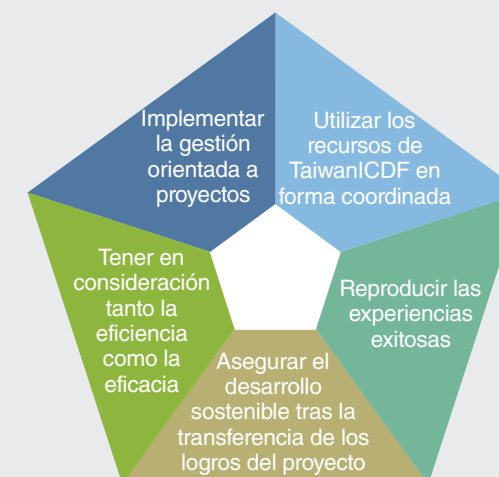 Implementar
la gestión
orientada a
proyectos
Utilizar los
recursos de
TaiwanICDF en
forma coordinada
Reproducir las
experiencias
exitosas
Asegurar el
desarrollo
sostenible tras la
transferencia de los
logros del proyecto
Tener en
consideración
tanto la
eficiencia
como la
eficacia